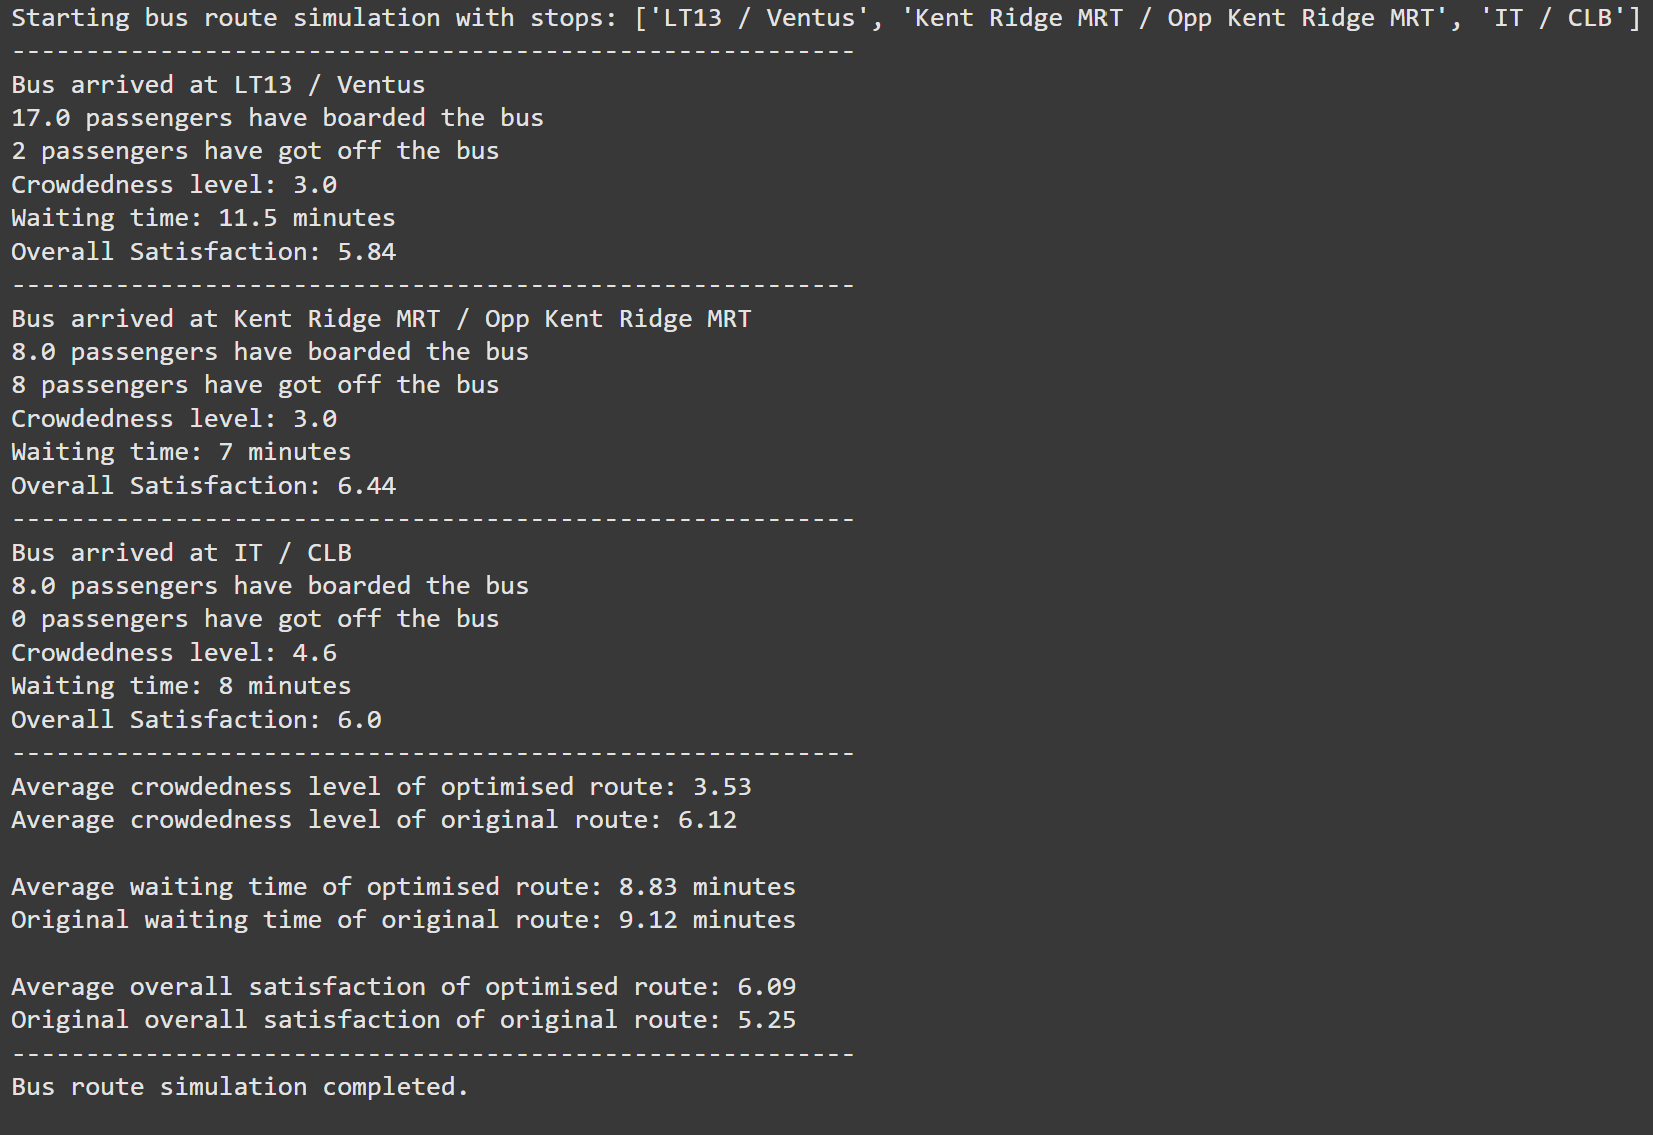 Starting bus route simulation with stops: ['LT13 / Ventus', 'Kent Ridge MRT / Opp Kent Ridge MRT', 'IT / CLB']
---------------------------------------------------------
Bus arrived at LT13 / Ventus
17.0 passengers have boarded the bus
2 passengers have got off the bus
Crowdedness level: 3.0
Waiting time: 11.5 minutes
Overall Satisfaction: 5.84
---------------------------------------------------------
Bus arrived at Kent Ridge MRT / Opp Kent Ridge MRT
8.0 passengers have boarded the bus
8 passengers have got off the bus
Crowdedness level: 3.0
Waiting time: 7 minutes
Overall Satisfaction: 6.44
---------------------------------------------------------
Bus arrived at IT / CLB
8.0 passengers have boarded the bus
0 passengers have got off the bus
Crowdedness level: 4.6
Waiting time: 8 minutes
Overall Satisfaction: 6.0
---------------------------------------------------------
Average crowdedness level of optimised route: 3.53
Average crowdedness level of original route: 6.12

Average waiting time of optimised route: 8.83 minutes
Original waiting time of original route: 9.12 minutes

Average overall satisfaction of optimised route: 6.09
Original overall satisfaction of original route: 5.25
---------------------------------------------------------
Bus route simulation completed.